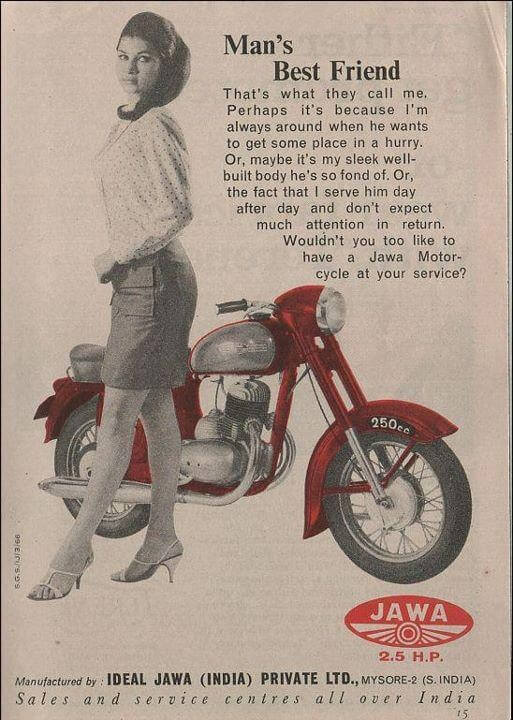 Man's
Best Friend
That's what they call me.
Perhaps it's because I'm
always around when he wants
to get some place in a hurry.
Or, maybe it's my sleek well-
built body he's so fond of. Or,
the fact that I serve him day
after day and don't expect
much attention in return.
Wouldn't you too like to
have a Jawa Motor-
cycle at your service?
250cc
S.G.S./IJ/3/66
JAWA
2.5 H.P.
Manufactured by : IDEAL JAWA (INDIA) PRIVATE LTD., MYSORE-2 (S. INDIA)
Sales and service centres all over India
15